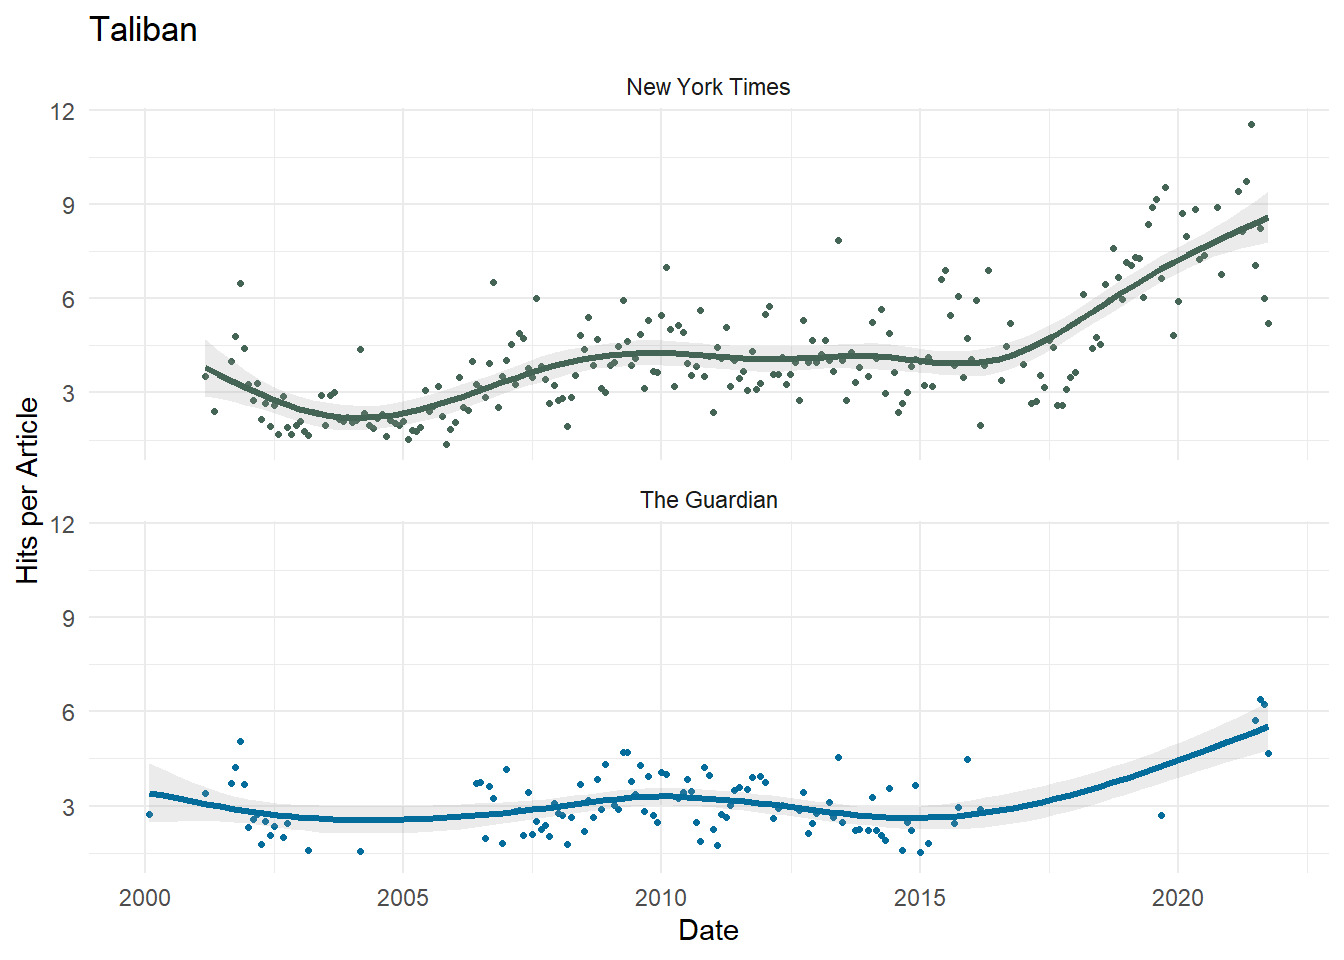 Taliban
New York Times
12
9
6
3
Hits per Article
The Guardian
12
9
6
3
2000 2005 2010 2015 2020
Date